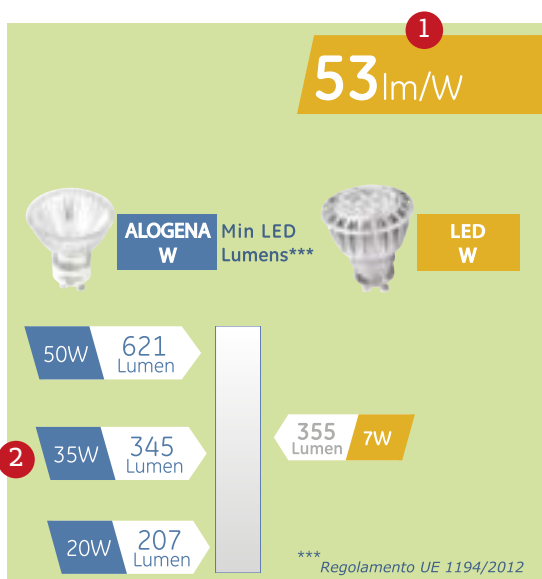 1
53lm/W
ALOGENA
W
Min LED
Lumens***
LED
W
50W
621
Lumen
2
35W
345
Lumen
355
Lumen
7W
20W
207
Lumen
***
Regolamento UE 1194/2012